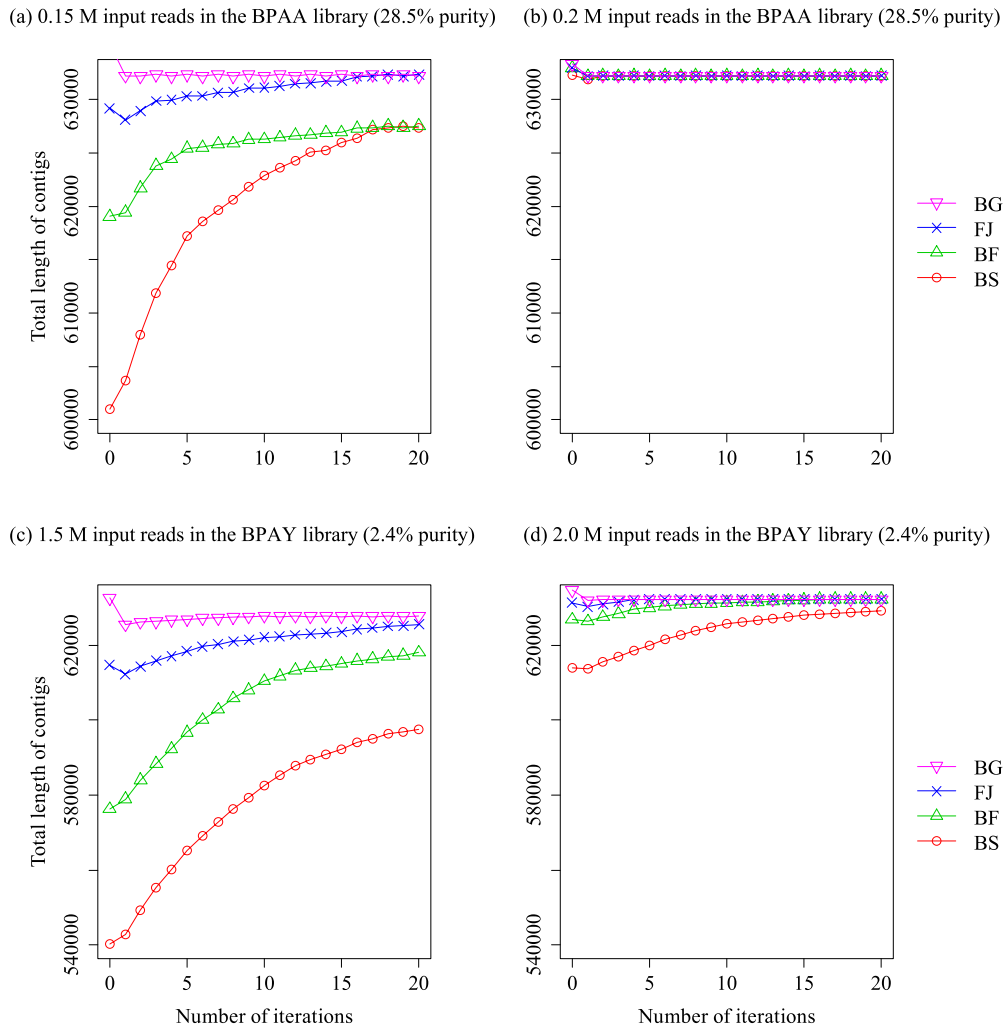 (a) 0.15 M input reads in the BPAA library (28.5% purity)
(b) 0.2 M input reads in the BPAA library (28.5% purity)
Total length of contigs
600000
610000
620000
630000
0 5 10 15 20
600000
610000
620000
630000
0 5 10 15 20
BG
FJ
BF
BS
(c) 1.5 M input reads in the BPAY library (2.4% purity)
(d) 2.0 M input reads in the BPAY library (2.4% purity)
Total length of contigs
540000
580000
620000
0 5 10 15 20
Number of iterations
540000
580000
620000
0 5 10 15 20
Number of iterations
BG
FJ
BF
BS